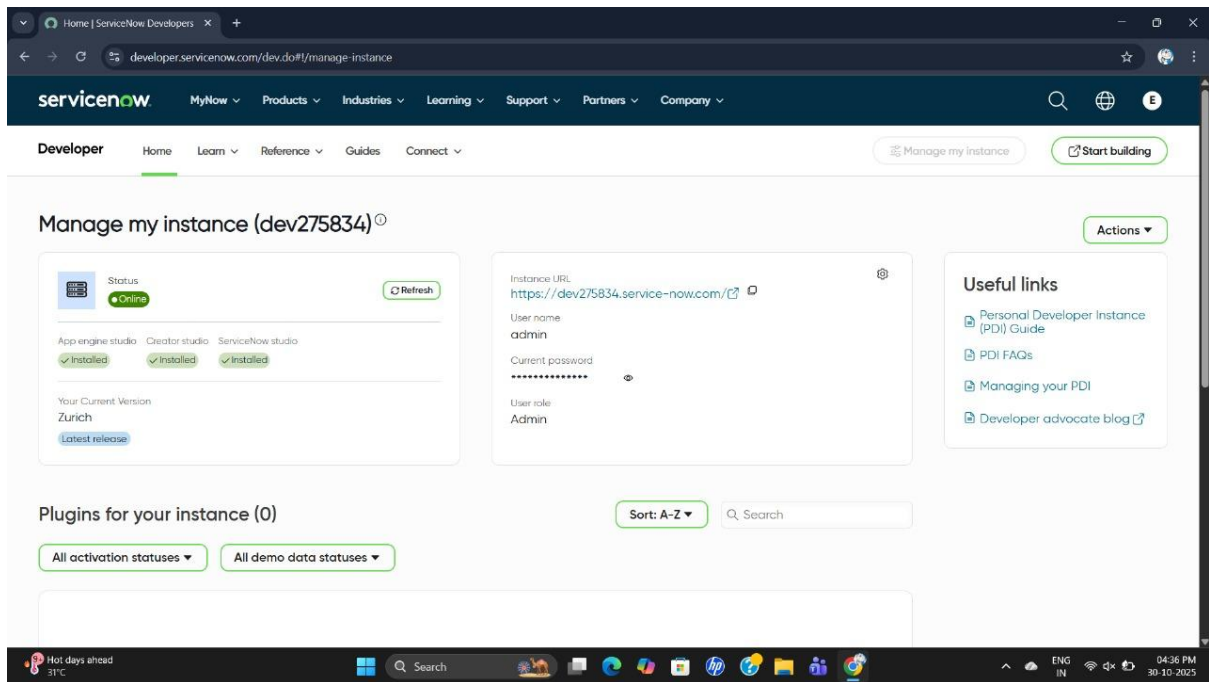 Home | ServiceNow Developers
developer.servicenow.com/dev.do#!/manage-instance
servicenow. MyNow Products Industries Learning Support Partners Company E
Developer Home Learn Reference Guides Connect Manage my instance Start building
Manage my instance (dev275834)
Actions
Status
Online
Refresh
App engine studio Creator studio ServiceNow studio
Installed Installed Installed
Your Current Version
Zurich
Latest release
Instance URL
https://dev275834.service-now.com/
User name
admin
Current password
**************
User role
Admin
Useful links
Personal Developer Instance
(PDI) Guide
PDI FAQs
Managing your PDI
Developer advocate blog
Plugins for your instance (0)
Sort: A-Z Search
All activation statuses All demo data statuses
Hot days ahead
31°C
Search
ENG
IN
04:36 PM
30-10-2025